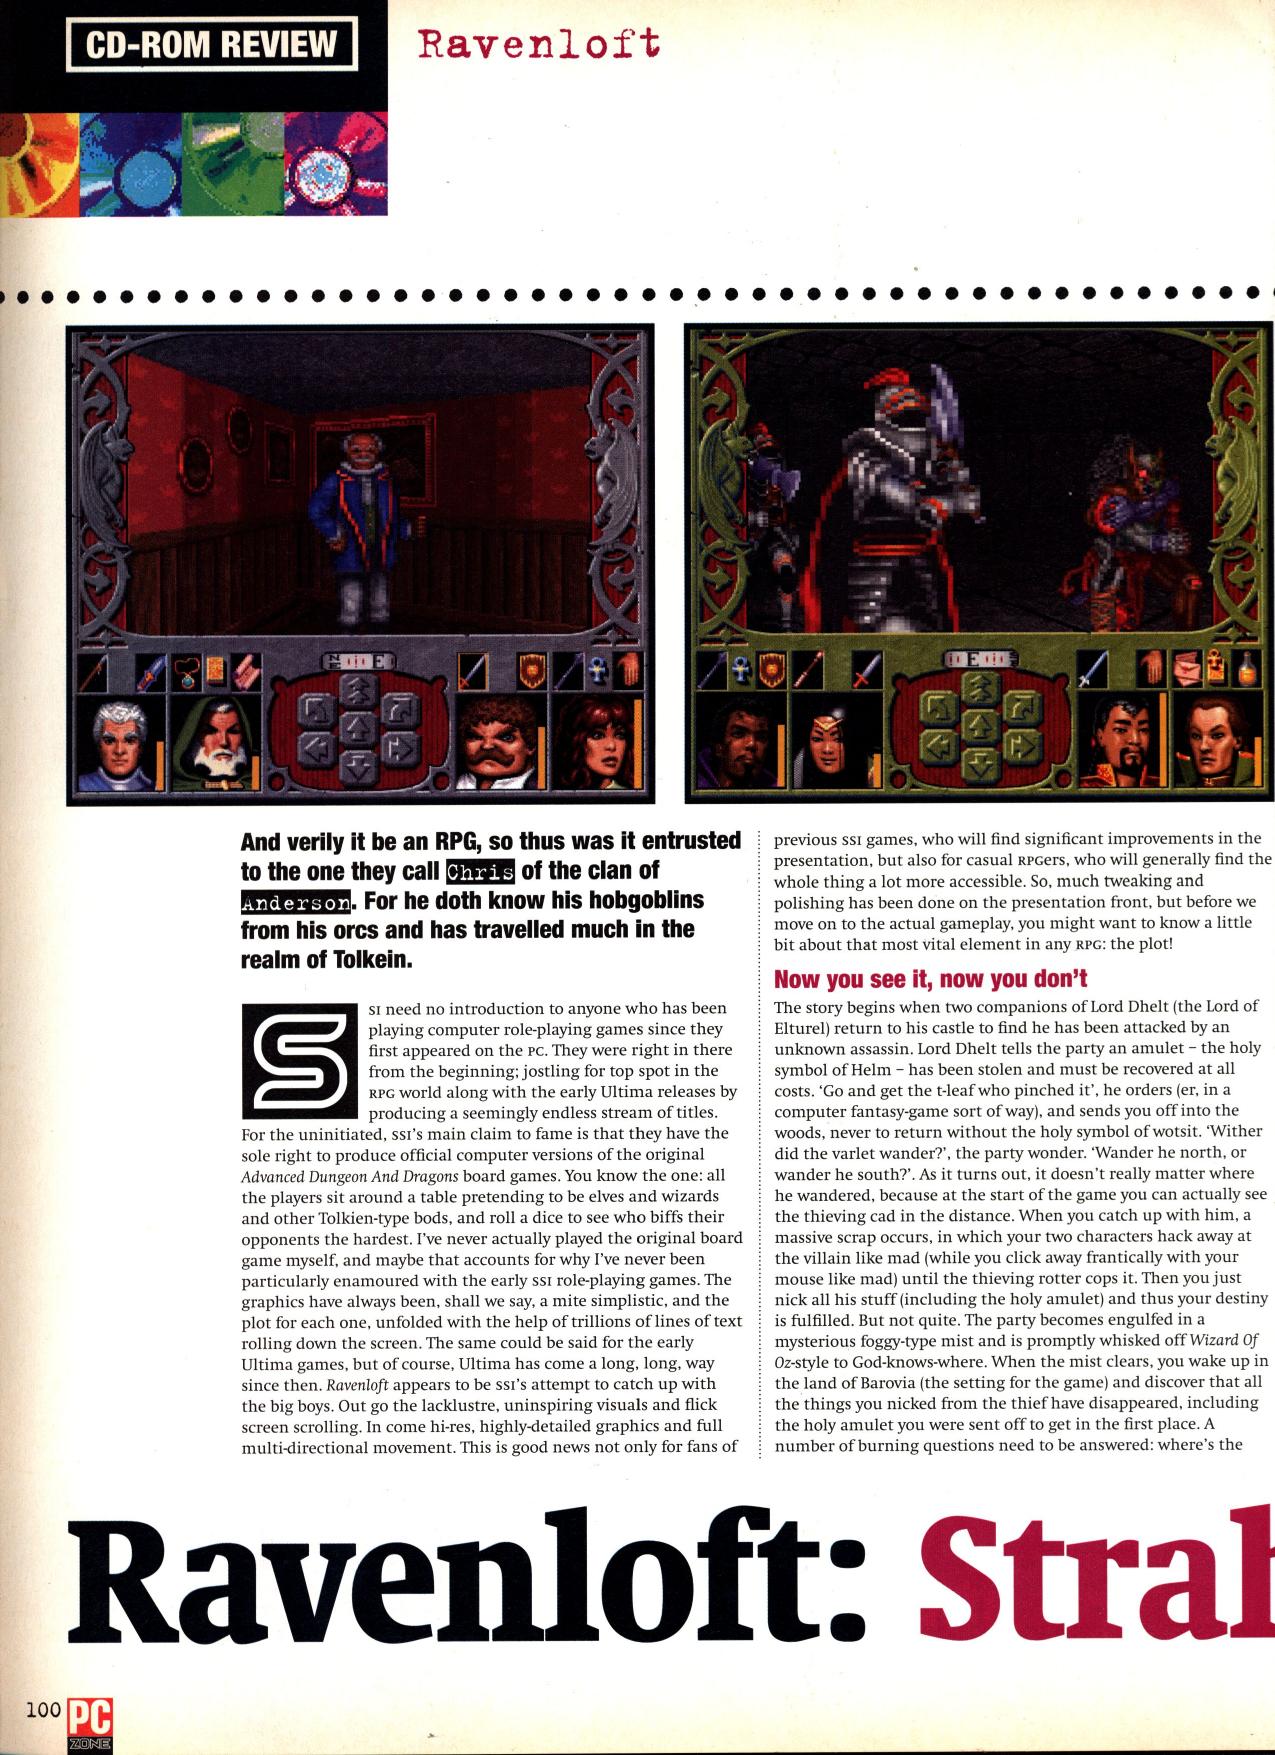 CD-ROM REVIEW
Ravenloft
And verily it be an RPG, so thus was it entrusted
to the one they call Chris of the clan of
Anderson. For he doth know his hobgoblins
from his orcs and has travelled much in the
realm of Tolkein.
SSI need no introduction to anyone who has been
playing computer role-playing games since they
first appeared on the PC. They were right in there
from the beginning; jostling for top spot in the
RPG world along with the early Ultima releases by
producing a seemingly endless stream of titles.
For the uninitiated, SSI's main claim to fame is that they have the
sole right to produce official computer versions of the original
Advanced Dungeon And Dragons board games. You know the one: all
the players sit around a table pretending to be elves and wizards
and other Tolkien-type bods, and roll a dice to see who biffs their
opponents the hardest. I've never actually played the original board
game myself, and maybe that accounts for why I've never been
particularly enamoured with the early SSI role-playing games. The
graphics have always been, shall we say, a mite simplistic, and the
plot for each one, unfolded with the help of trillions of lines of text
rolling down the screen. The same could be said for the early
Ultima games, but of course, Ultima has come a long, long, way
since then. Ravenloft appears to be SSI's attempt to catch up with
the big boys. Out go the lacklustre, uninspiring visuals and flick
screen scrolling. In come hi-res, highly-detailed graphics and full
multi-directional movement. This is good news not only for fans of
previous SSI games, who will find significant improvements in the
presentation, but also for casual RPGers, who will generally find the
whole thing a lot more accessible. So, much tweaking and
polishing has been done on the presentation front, but before we
move on to the actual gameplay, you might want to know a little
bit about that most vital element in any RPG: the plot!
Now you see it, now you don't
The story begins when two companions of Lord Dhelt (the Lord of
Elturel) return to his castle to find he has been attacked by an
unknown assassin. Lord Dhelt tells the party an amulet – the holy
symbol of Helm – has been stolen and must be recovered at all
costs. 'Go and get the t-leaf who pinched it', he orders (er, in a
computer fantasy-game sort of way), and sends you off into the
woods, never to return without the holy symbol of wotsit. 'Wither
did the varlet wander?', the party wonder. 'Wander he north, or
wander he south?'. As it turns out, it doesn't really matter where
he wandered, because at the start of the game you can actually see
the thieving cad in the distance. When you catch up with him, a
massive scrap occurs, in which your two characters hack away at
the villain like mad (while you click away frantically with your
mouse like mad) until the thieving rotter cops it. Then you just
nick all his stuff (including the holy amulet) and thus your destiny
is fulfilled. But not quite. The party becomes engulfed in a
mysterious foggy-type mist and is promptly whisked off Wizard Of
Oz-style to God-knows-where. When the mist clears, you wake up in
the land of Barovia (the setting for the game) and discover that all
the things you nicked from the thief have disappeared, including
the holy amulet you were sent off to get in the first place. A
number of burning questions need to be answered: where's the
Ravenloft: Strah
100 PC
ZONE